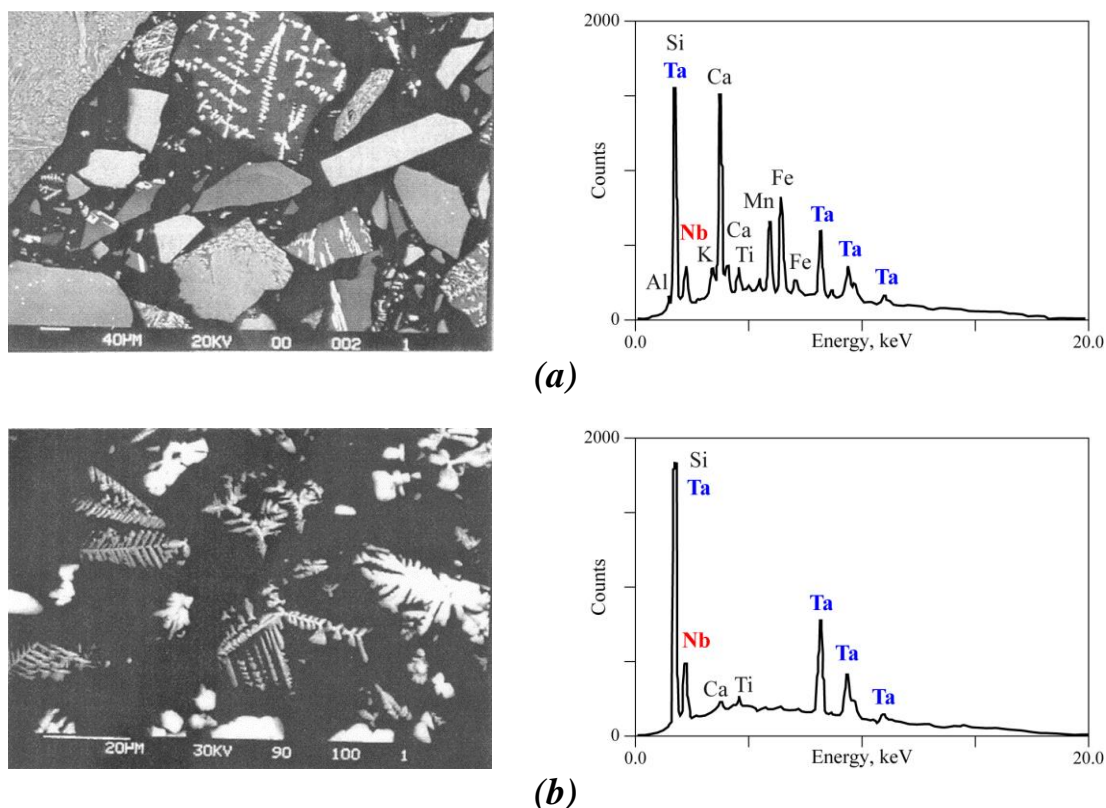 2000
Si
Ta
Ca
Fe
Mn
Ta
Nb
K
Ca
Ti
Fe
Ta
Ta
Al
Counts
0
0.0
Energy, keV
20.0
40µM 20KV 00 002 1
(a)
2000
Si
Ta
Ta
Nb
Ta
Ca
Ti
Ta
Counts
0
0.0
Energy, keV
20.0
20µM 30KV 90 100 1
(b)